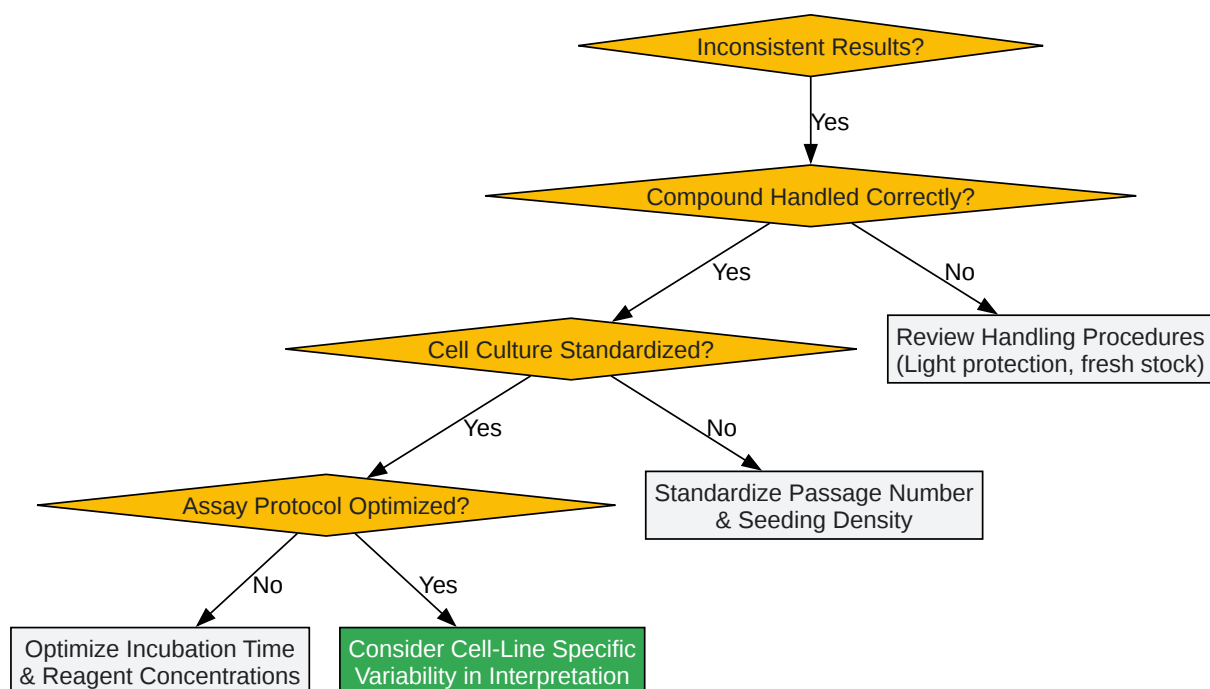 Inconsistent Results?
Yes
Compound Handled Correctly?
Yes
No
Review Handling Procedures
(Light protection, fresh stock)
Cell Culture Standardized?
Yes
No
Standardize Passage Number
& Seeding Density
Assay Protocol Optimized?
No
Yes
Optimize Incubation Time
& Reagent Concentrations
Consider Cell-Line Specific
Variability in Interpretation